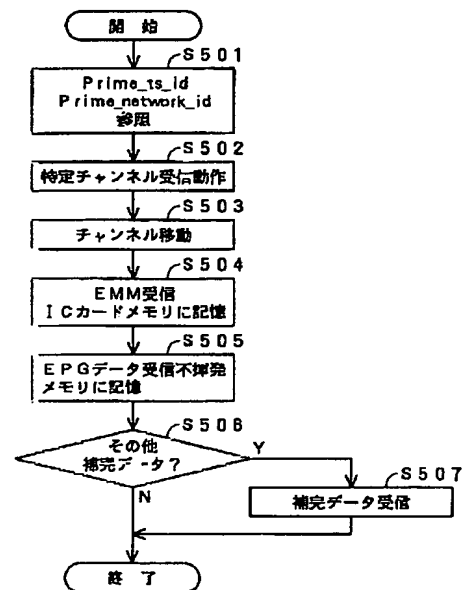 開始
S501
Prime_ts_id
Prime_network_id
参照
S502
特定チャンネル受信動作
S503
チャンネル移動
S504
EMM受信
ICカードメモリに記憶
S505
EPGデータ受信不揮発
メモリに記憶
S506
その他
補完データ?
Y
N
S507
補完データ受信
終了